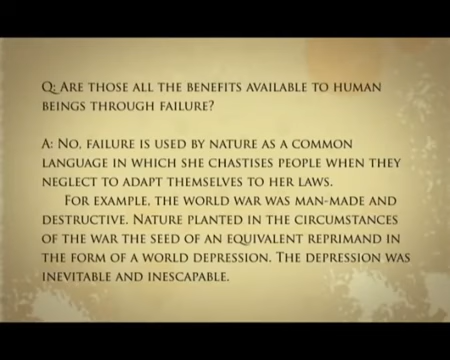 Q: Are those all the benefits available to human
beings through failure?
A: No, failure is used by nature as a common
language in which she chastises people when they
neglect to adapt themselves to her laws.
For example, the world war was man-made and
destructive. Nature planted in the circumstances
of the war the seed of an equivalent reprimand in
the form of a world depression. The depression was
inevitable and inescapable.